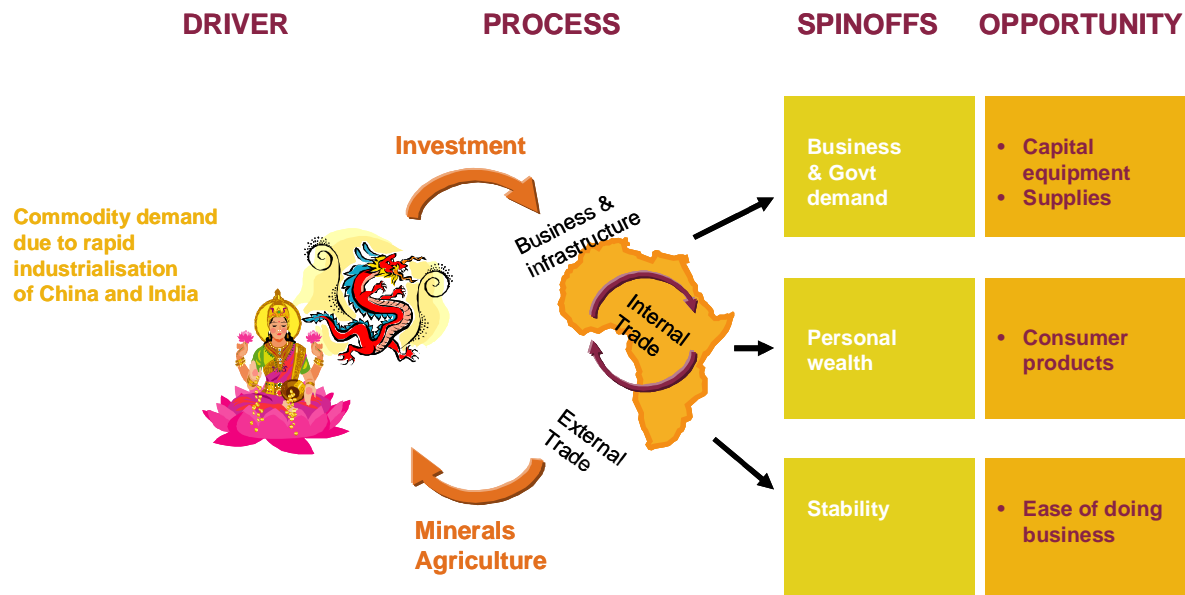 DRIVER
PROCESS
SPINOFFS
OPPORTUNITY
Commodity demand
due to rapid
industrialisation
of China and India
Investment
Business &
infrastructure
Internal
Trade
External
Trade
Minerals
Agriculture
Business
& Govt
demand
• Capital
equipment
• Supplies
Personal
wealth
• Consumer
products
Stability
• Ease of doing
business